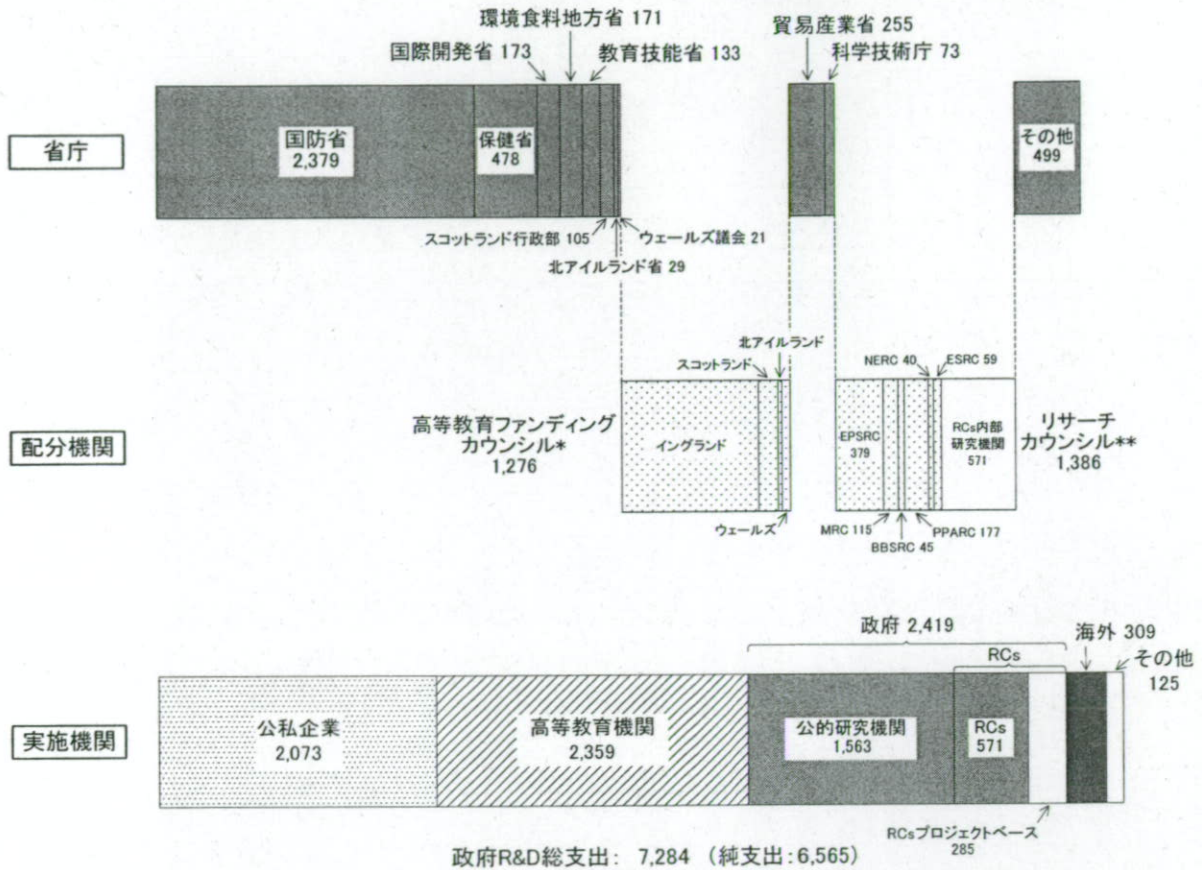 環境食料地方省 171
貿易産業省 255
国際開発省 173
教育技能省 133
科学技術庁 73
省庁
国防省
2,379
保健省
478
その他
499
スコットランド行政部 105
ウェールズ議会 21
北アイルランド省 29
北アイルランド
スコットランド
NERC 40
ESRC 59
配分機関
高等教育ファンディング
カウンシル*
1,276
イングランド
EPSRC
379
RCs内部
研究機関
571
リサーチ
カウンシル**
1,386
ウェールズ
MRC 115
PPARC 177
BBSRC 45
政府 2,419
海外 309
RCs
その他
125
実施機関
公私企業
2,073
高等教育機関
2,359
公的研究機関
1,563
RCs
571
RCsプロジェクトベース
285
政府R&D総支出: 7,284 (純支出:6,565)